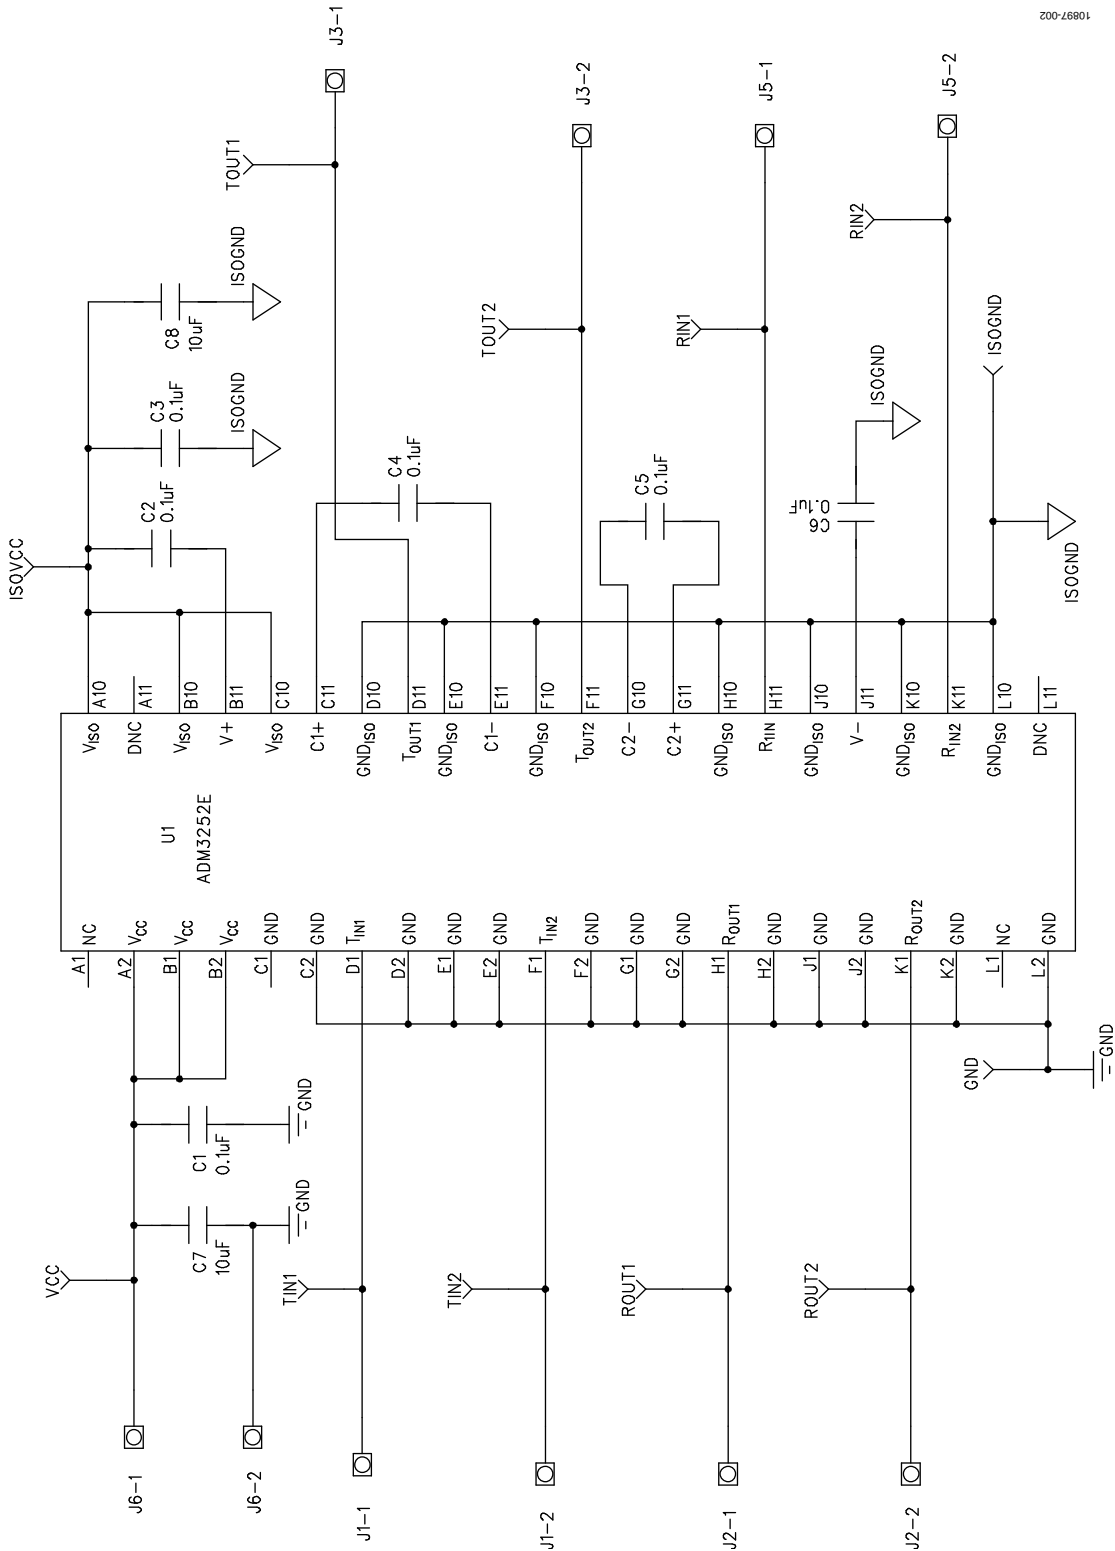 ISOVCC
VCC
J6-1
J6-2
C7
10uF
GND
C1
0.1uF
GND
C2
0.1uF
C3
0.1uF
ISOGND
C8
10uF
ISOGND
U1
ADM3252E
A1 NC
A2 VCC
B1 VCC
B2 VCC
C1 GND
C2 GND
D1 TIN1
D2 GND
E1 GND
E2 GND
F1 TIN2
F2 GND
G1 GND
G2 GND
H1 ROUT1
H2 GND
J1 GND
J2 GND
K1 ROUT2
K2 GND
L1 NC
L2 GND
VISO A10
DNC A11
VISO B10
V+ B11
VISO C10
C1+ C11
GNDISO D10
TOUT1 D11
GNDISO E10
C1- E11
GNDISO F10
TOUT2 F11
C2- G10
C2+ G11
GNDISO H10
R1IN H11
GNDISO J10
V- J11
GNDISO K10
RIN2 K11
GNDISO L10
DNC L11
TIN1
J1-1
TIN2
J1-2
ROUT1
J2-1
ROUT2
J2-2
GND
GND
TOUT1
J3-1
C4
0.1uF
TOUT2
J3-2
C5
0.1uF
RIN1
J5-1
C6
0.1uF
ISOGND
RIN2
J5-2
ISOGND
ISOGND
10897-002